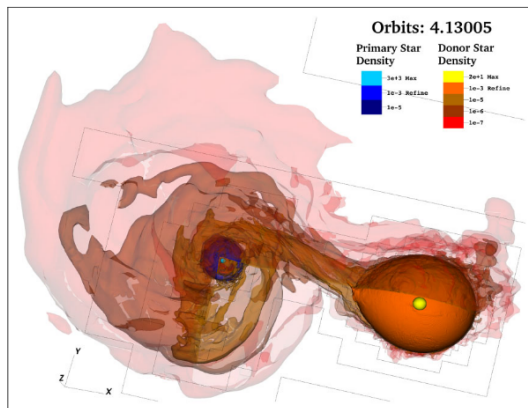 Orbits: 4.13005
Primary Star Density
Donor Star Density
3e+3 Max
1e-3 Refine
1e-5
2e+1 Max
1e-3 Refine
1e-5
1e-6
1e-7
Y
Z
X